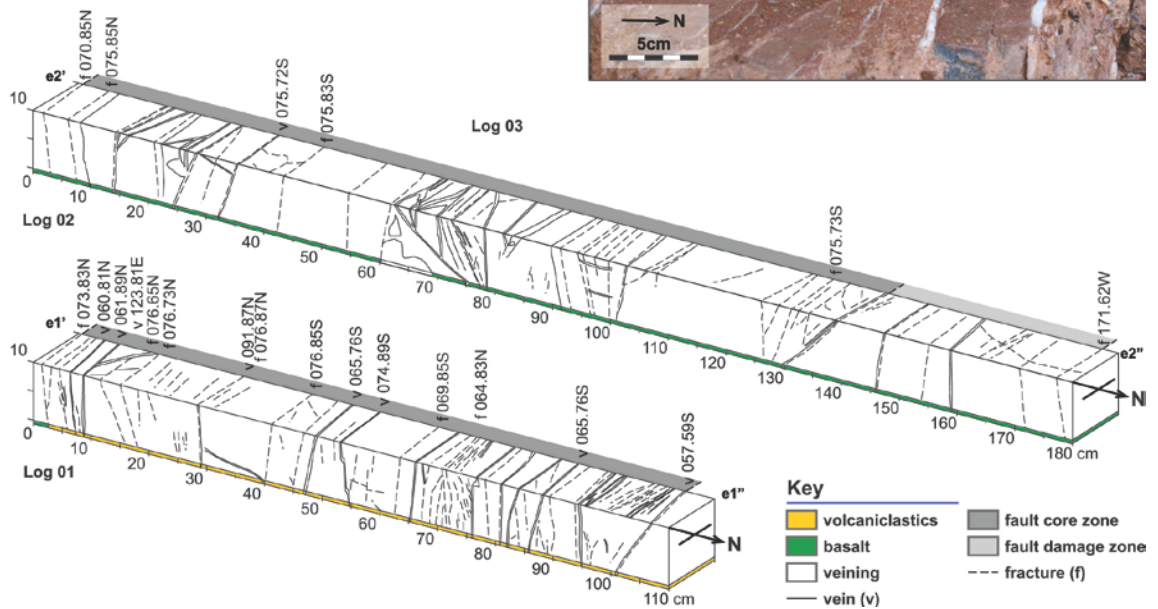 N
5cm
f 070.85N
f 075.85N
e2'
v 075.72S
f 075.83S
Log 03
10
0
10
20
30
40
50
60
70
80
90
100
110
120
130
140
150
160
170
180 cm
f 075.73S
f 171.62W
e2"
N
Log 02
f 073.83N
v 060.81N
v 061.89N
v 123.81E
f 076.65N
f 076.73N
v 091.87N
f 076.87N
f 076.85S
v 065.76S
v 074.89S
f 069.85S
f 064.83N
v 065.76S
v 057.59S
e1'
10
0
10
20
30
40
50
60
70
80
90
100
110 cm
e1"
N
Log 01
Key
volcaniclastics
basalt
veining
vein (v)
fault core zone
fault damage zone
fracture (f)